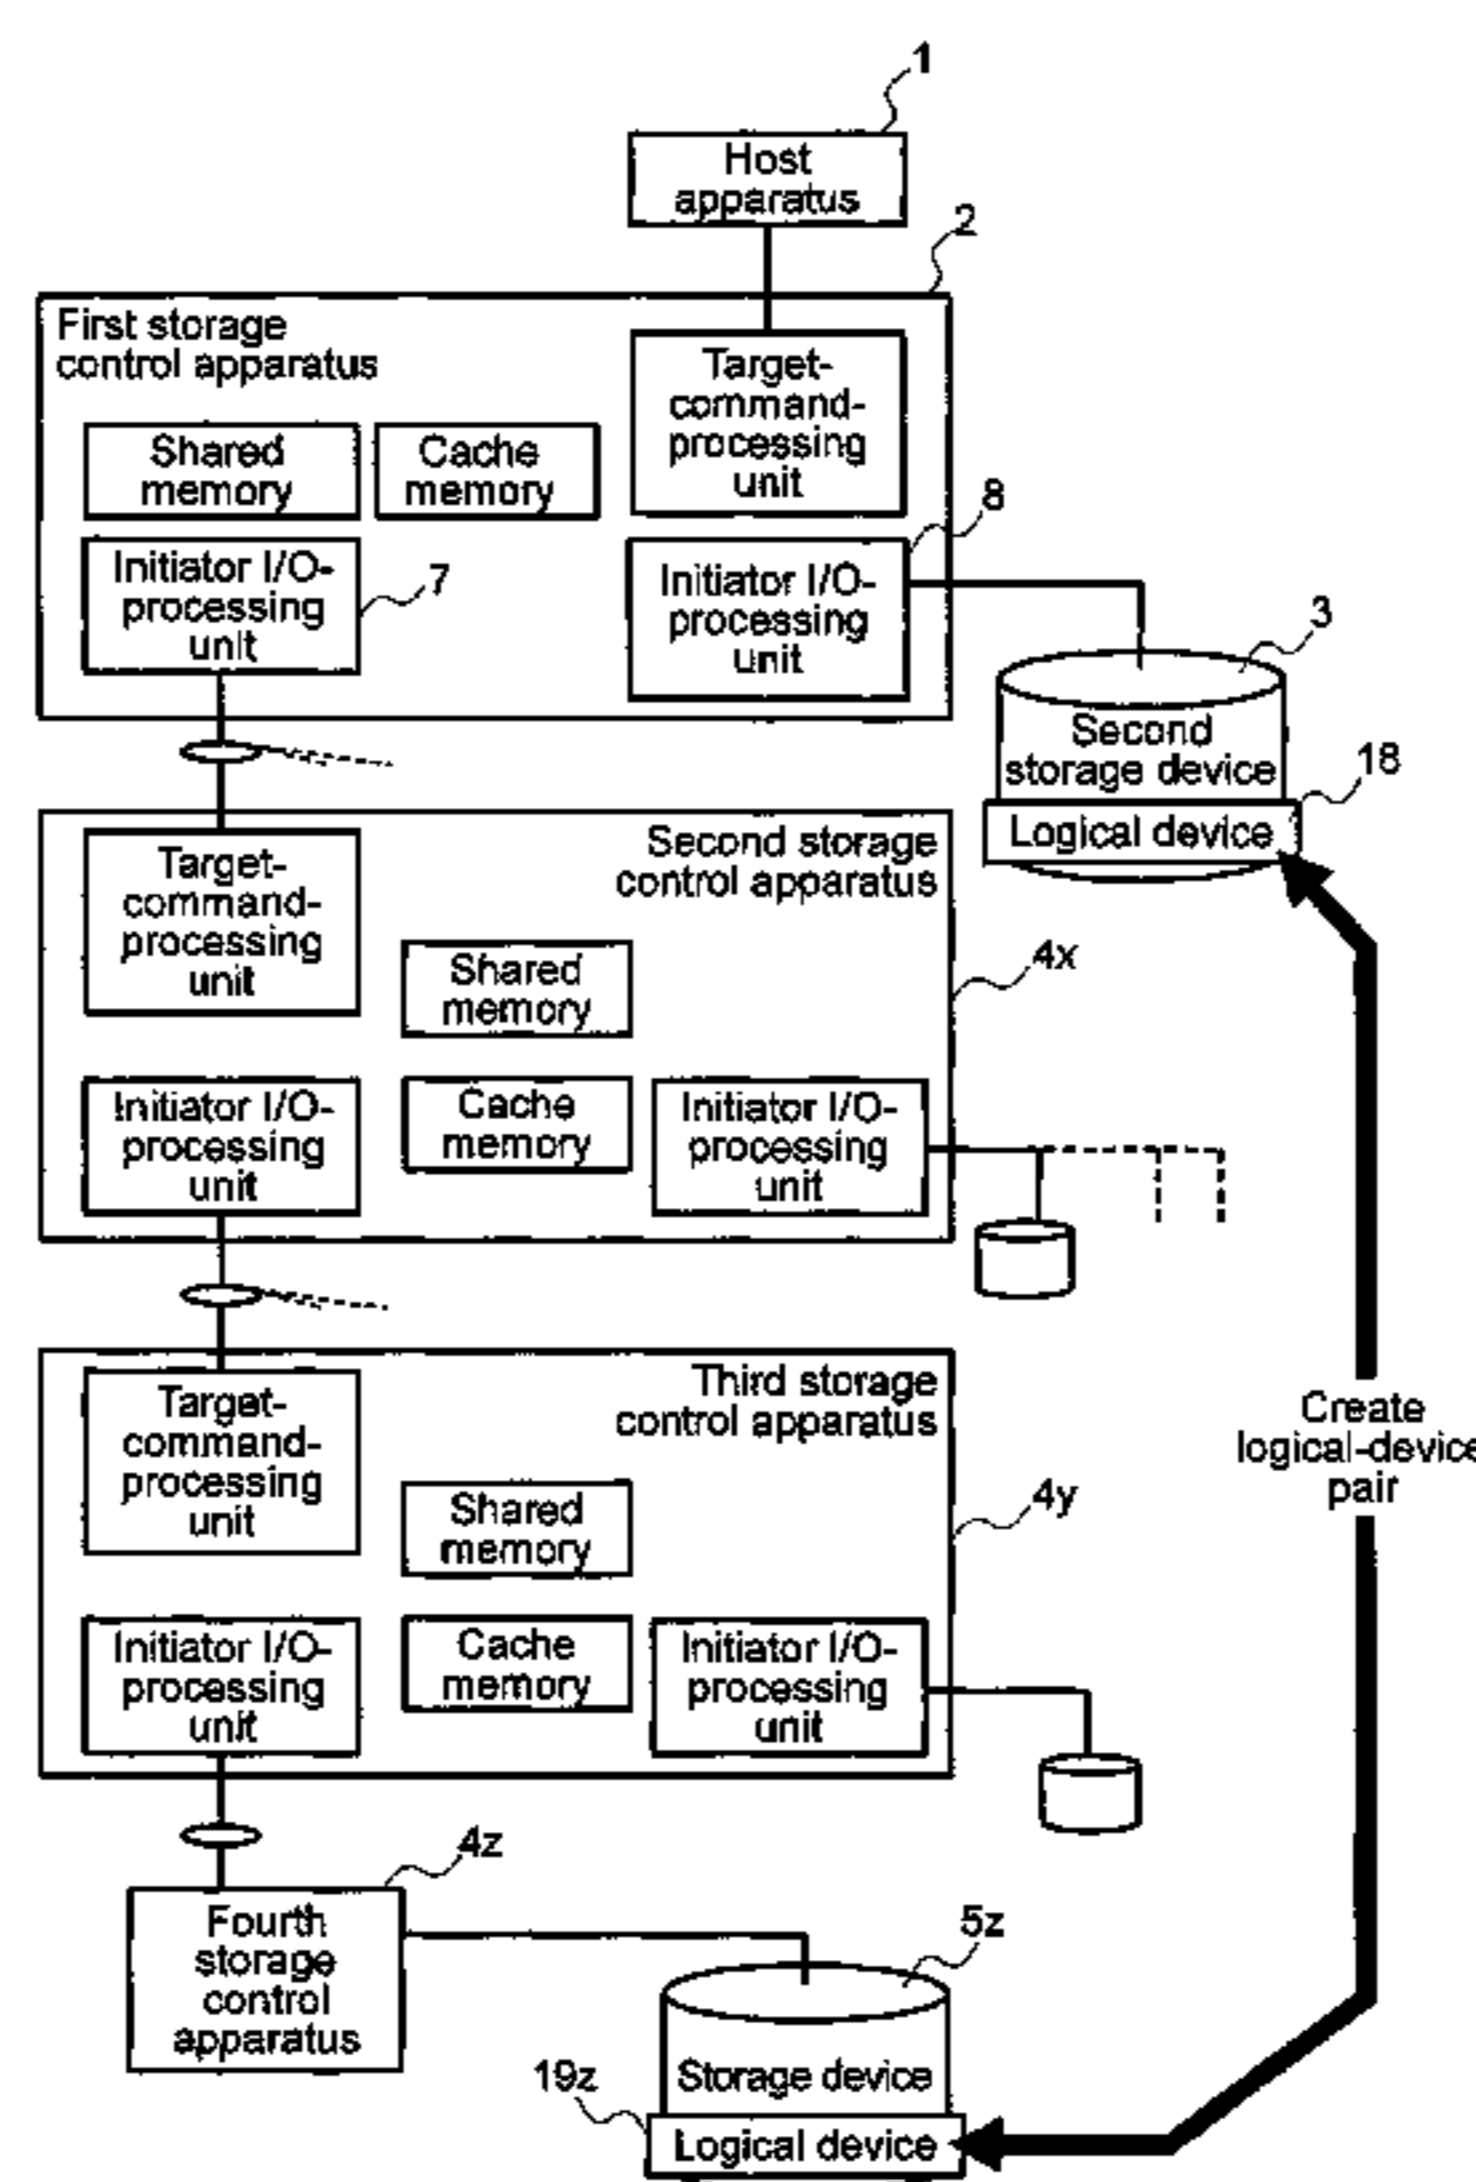 1
Host
apparatus
2
First storage
control apparatus
Target-
command-
processing
unit
Shared
memory
Cache
memory
8
Initiator I/O-
processing
unit
7
Initiator I/O-
processing
unit
3
Second
storage device
18
Logical device
Target-
command-
processing
unit
Second storage
control apparatus
4x
Shared
memory
Initiator I/O-
processing
unit
Cache
memory
Initiator I/O-
processing
unit
Target-
command-
processing
unit
Third storage
control apparatus
Create
logical-device
pair
4y
Shared
memory
Initiator I/O-
processing
unit
Cache
memory
Initiator I/O-
processing
unit
4z
Fourth
storage
control
apparatus
5z
Storage device
19z
Logical device